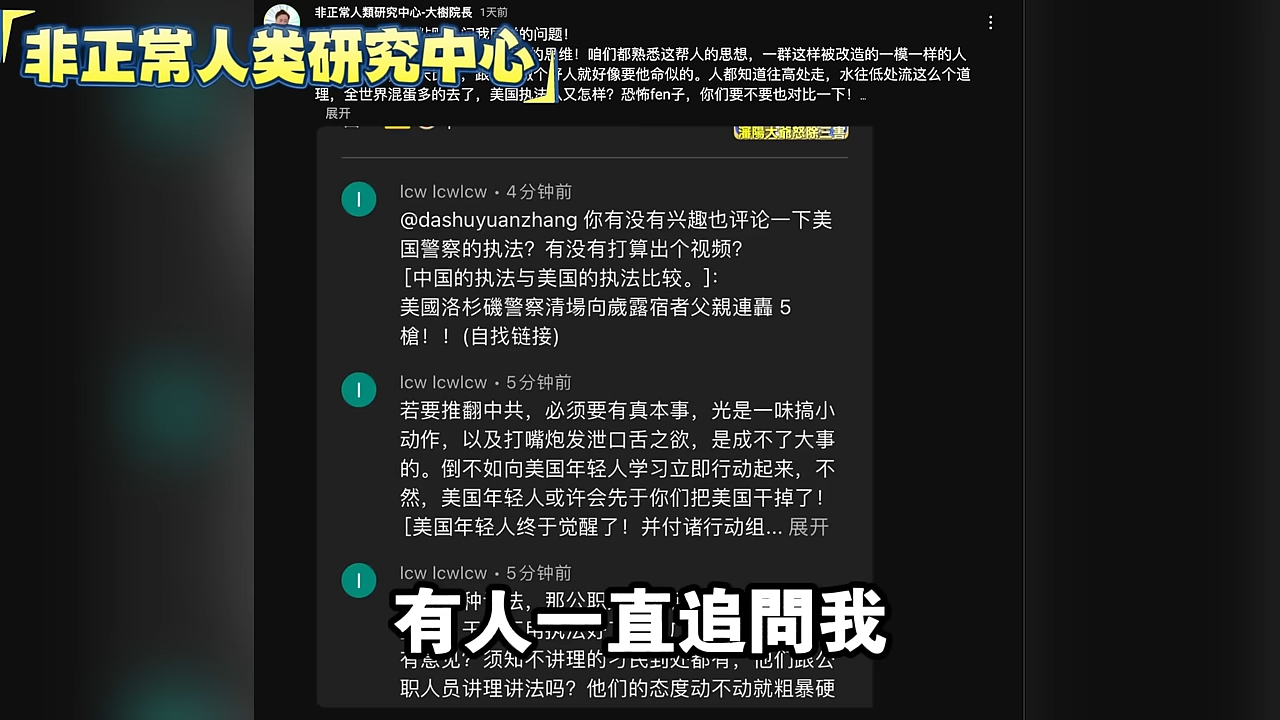 非正常人類研究中心-大樹院長 1天前
非正常人类研究中心
的问题!
的思维！咱们都熟悉这帮人的思想，一群这样被改造的一模一样的人
好人就好像要他命似的。人都知道往高处走，水往低处流这么个道
理，全世界混蛋多的去了，美国执法 又怎样？恐怖fen子，你们要不要也对比一下！…
展开
瀋陽大爺怒除三害
lcw lcwlcw • 4分钟前
@dashuyuanzhang 你有没有兴趣也评论一下美
国警察的执法？有没有打算出个视频？
[中国的执法与美国的执法比较。]：
美國洛杉磯警察清場向歲露宿者父親連轟 5
槍！！(自找链接)
lcw lcwlcw • 5分钟前
若要推翻中共，必须要有真本事，光是一味搞小
动作，以及打嘴炮发泄口舌之欲，是成不了大事
的。倒不如向美国年轻人学习立即行动起来，不
然，美国年轻人或许会先于你们把美国干掉了！
[美国年轻人终于觉醒了！并付诸行动组... 展开
lcw lcwlcw • 5分钟前
有人一直追問我
有意见？须知不讲理的刁民到处都有，他们跟公
职人员讲理讲法吗？他们的态度动不动就粗暴硬